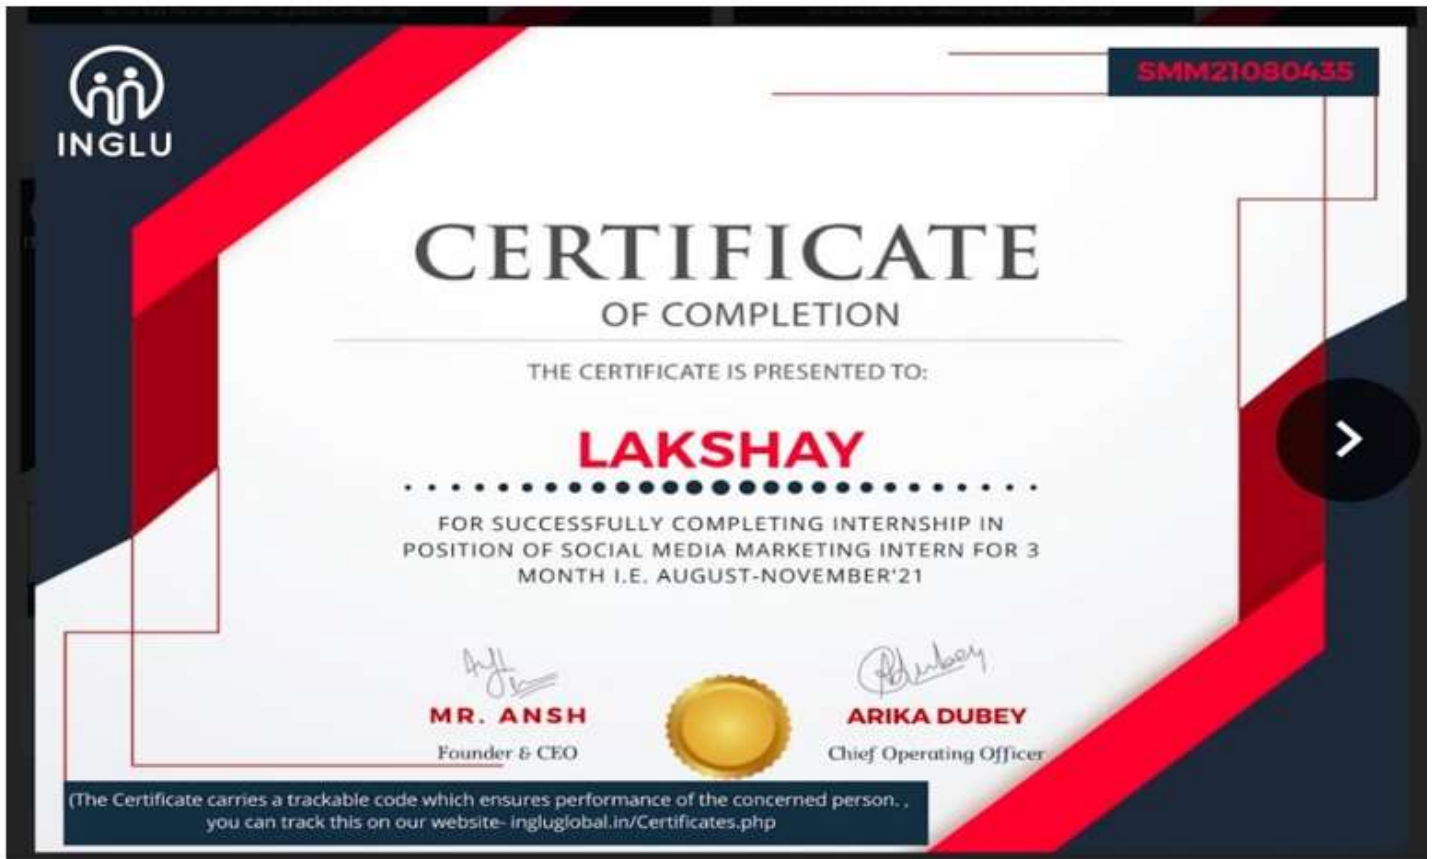 INGLU
SMM21080435
CERTIFICATE
OF COMPLETION
THE CERTIFICATE IS PRESENTED TO:
LAKSHAY
FOR SUCCESSFULLY COMPLETING INTERNSHIP IN
POSITION OF SOCIAL MEDIA MARKETING INTERN FOR 3
MONTH I.E. AUGUST-NOVEMBER'21
MR. ANSH
Founder & CEO
ARIKA DUBEY
Chief Operating Officer
(The Certificate carries a trackable code which ensures performance of the concerned person. ,
you can track this on our website- ingluglobal.in/Certificates.php